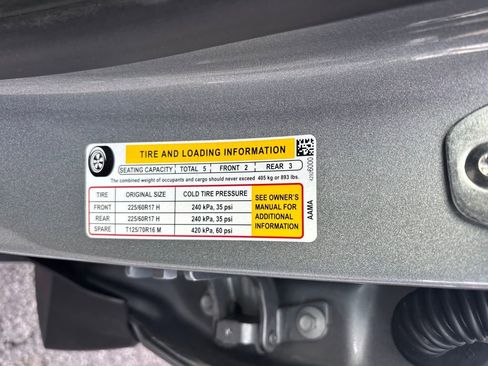 TIRE AND LOADING INFORMATION
SEATING CAPACITY TOTAL 5 FRONT 2 REAR 3
The combined weight of occupants and cargo should never exceed 405 kg or 893 lbs.
TIRE ORIGINAL SIZE COLD TIRE PRESSURE
FRONT 225/60R17 H 240 kPa, 35 psi
REAR 225/60R17 H 240 kPa, 35 psi
SPARE T125/70R16 M 420 kPa, 60 psi
SEE OWNER'S
MANUAL FOR
ADDITIONAL
INFORMATION
AAMA